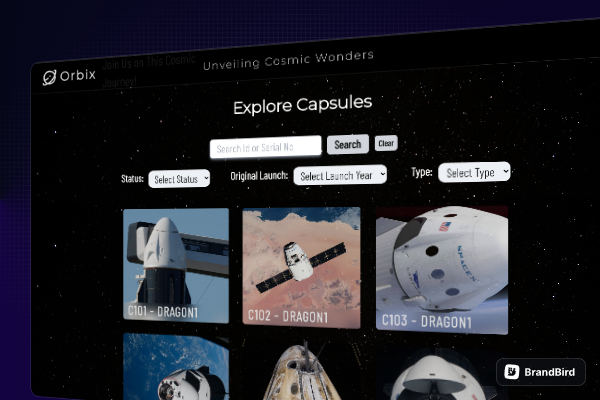 Join Us on This Cosmic
Journey!
Orbix
Unveiling Cosmic Wonders
Explore Capsules
Search Id or Serial No
Search
Clear
Status:
Select Status
Original Launch:
Select Launch Year
Type:
Select Type
SPACEX
C101 - DRAGON1
C102 - DRAGON1
C103 - DRAGON1
BrandBird